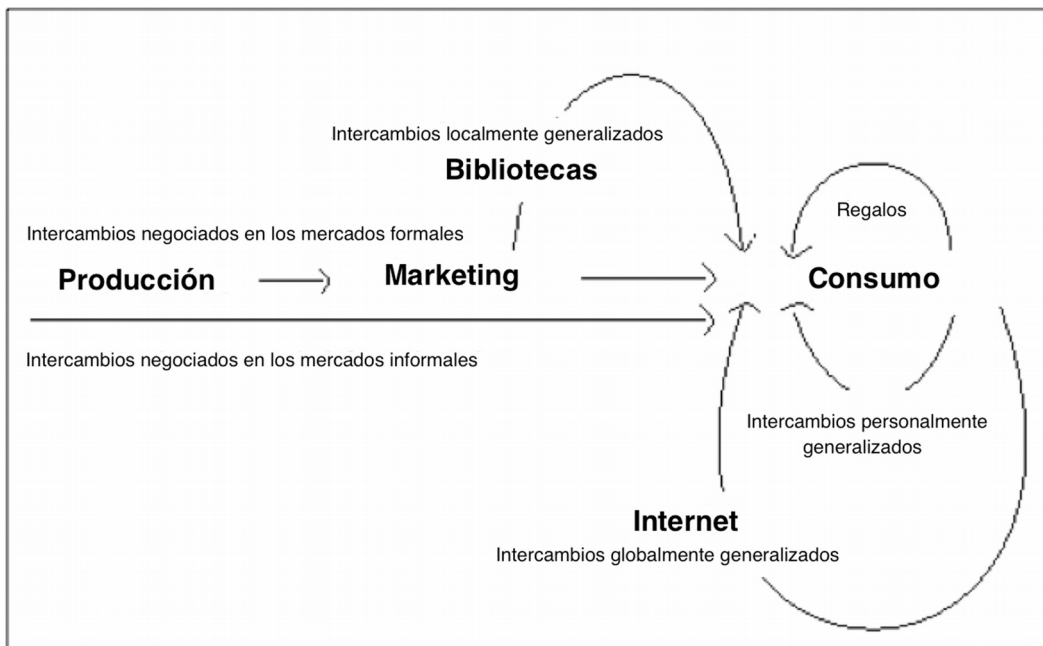 Intercambios localmente generalizados
Bibliotecas
Regalos
Intercambios negociados en los mercados formales
Producción
Marketing
Consumo
Intercambios negociados en los mercados informales
Intercambios personalmente
generalizados
Internet
Intercambios globalmente generalizados